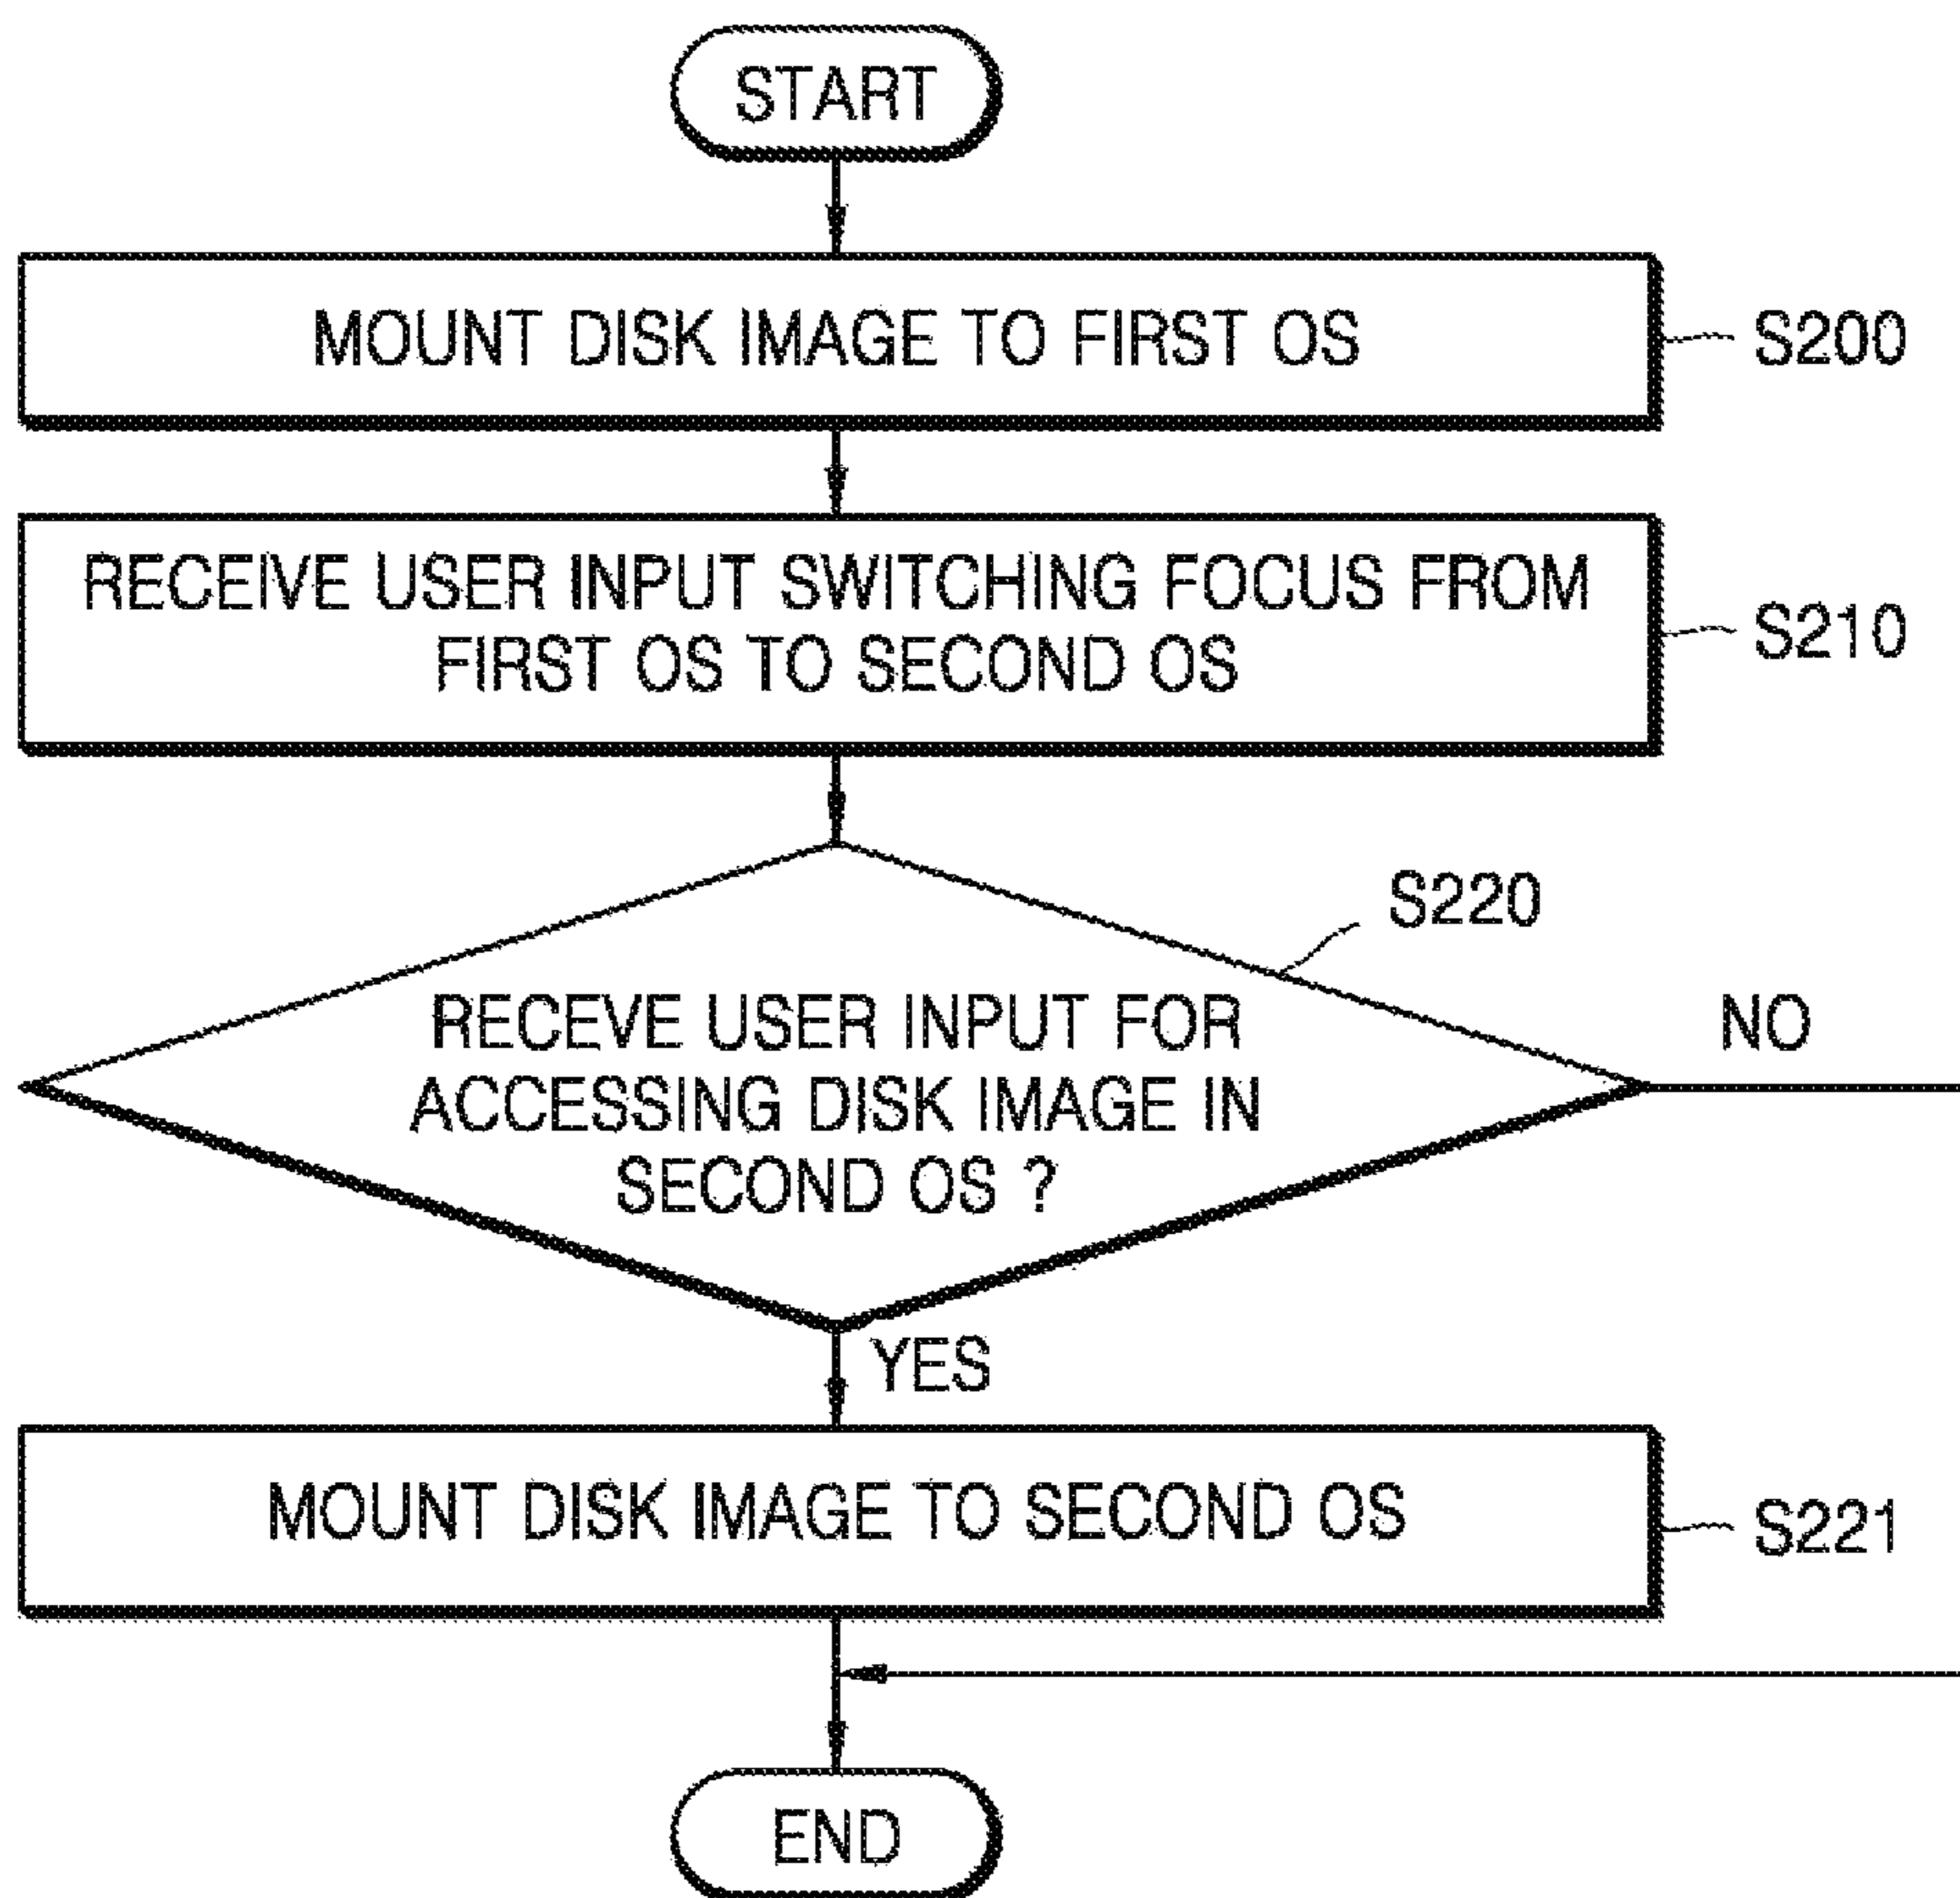 START
MOUNT DISK IMAGE TO FIRST OS
S200
RECEIVE USER INPUT SWITCHING FOCUS FROM
FIRST OS TO SECOND OS
S210
S220
RECEVE USER INPUT FOR
ACCESSING DISK IMAGE IN
SECOND OS ?
NO
YES
MOUNT DISK IMAGE TO SECOND OS
S221
END